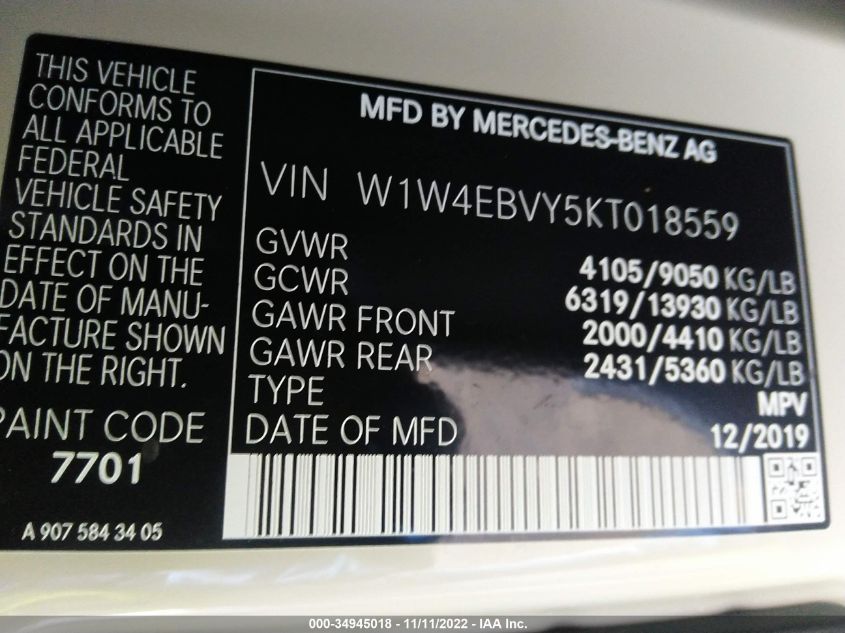 THIS VEHICLE
CONFORMS TO
ALL APPLICABLE
FEDERAL
VEHICLE SAFETY
STANDARDS IN
EFFECT ON THE
DATE OF MANU-
FACTURE SHOWN
ON THE RIGHT.
PAINT CODE
7701
A 907 584 34 05
MFD BY MERCEDES-BENZ AG
VIN W1W4EBVY5KT018559
GVWR 4105/9050 KG/LB
GCWR 6319/13930 KG/LB
GAWR FRONT 2000/4410 KG/LB
GAWR REAR 2431/5360 KG/LB
TYPE MPV
DATE OF MFD 12/2019
000-34945018 - 11/11/2022 - IAA Inc.